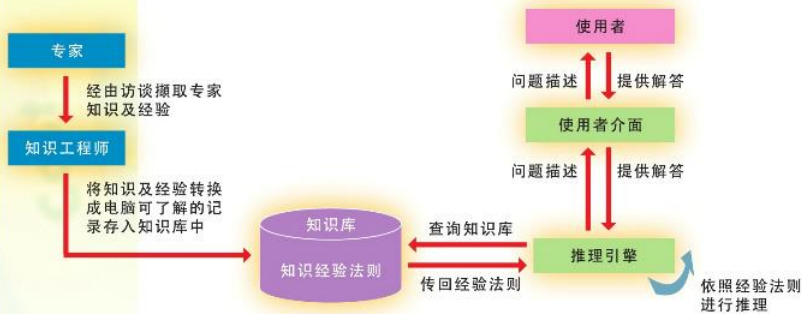 专家
经由访谈撷取专家
知识及经验
知识工程师
将知识及经验转换
成电脑可了解的记
录存入知识库中
知识库
知识经验法则
查询知识库
传回经验法则
使用者
问题描述
提供解答
使用者介面
问题描述
提供解答
推理引擎
依照经验法则
进行推理